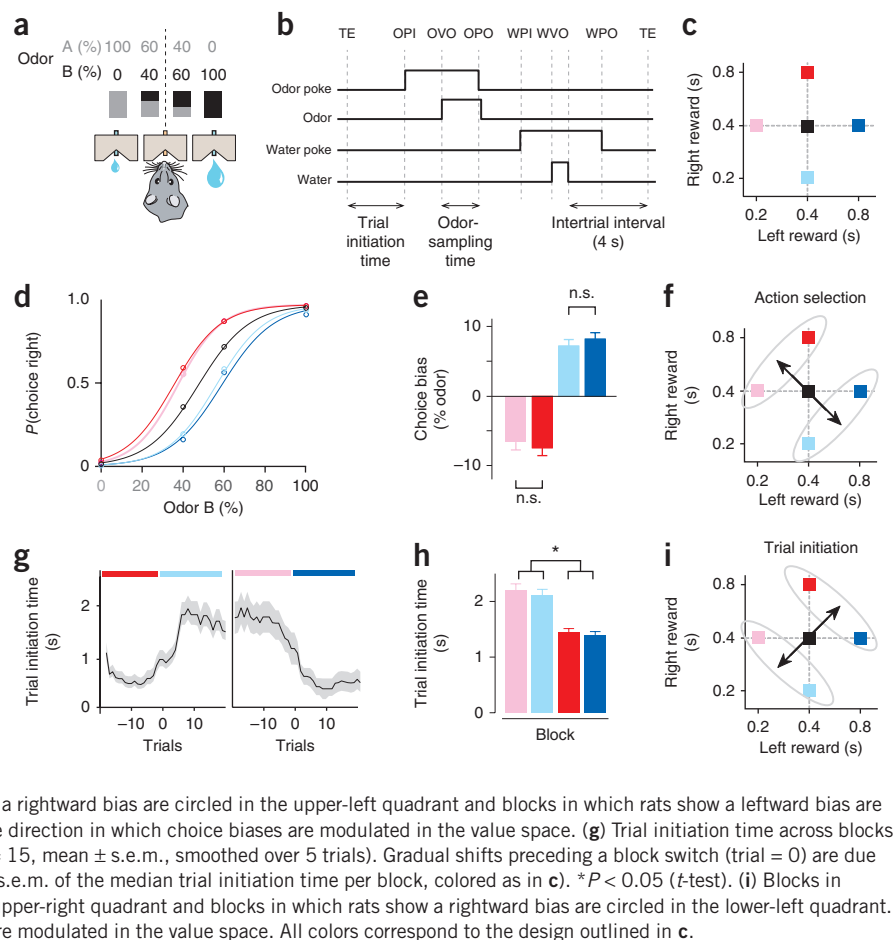 a
Odor
A (%) 100 60 40 0
B (%) 0 40 60 100
b
TE OPI OVO OPO WPI WVO WPO TE
Odor poke
Odor
Water poke
Water
Trial initiation time
Odor-sampling time
Intertrial interval (4 s)
c
Right reward (s)
0.8
0.4
0.2
0.2 0.4 0.8
Left reward (s)
d
P(choice right)
1.0
0.5
0
0 20 40 60 80 100
Odor B (%)
e
Choice bias (% odor)
10
0
–10
n.s.
n.s.
f
Action selection
Right reward (s)
0.8
0.4
0.2
0.2 0.4 0.8
Left reward (s)
g
Trial initiation time (s)
2
1
0
–10 0 10
Trials
–10 0 10
Trials
h
Trial initiation time (s)
2
1
0
*
Block
i
Trial initiation
Right reward (s)
0.8
0.4
0.2
0.2 0.4 0.8
Left reward (s)
a rightward bias are circled in the upper-left quadrant and blocks in which rats show a leftward bias are
direction in which choice biases are modulated in the value space. (g) Trial initiation time across blocks
15, mean ± s.e.m., smoothed over 5 trials). Gradual shifts preceding a block switch (trial = 0) are due
s.e.m. of the median trial initiation time per block, colored as in c). *P < 0.05 (t-test). (i) Blocks in
pper-right quadrant and blocks in which rats show a rightward bias are circled in the lower-left quadrant.
re modulated in the value space. All colors correspond to the design outlined in c.